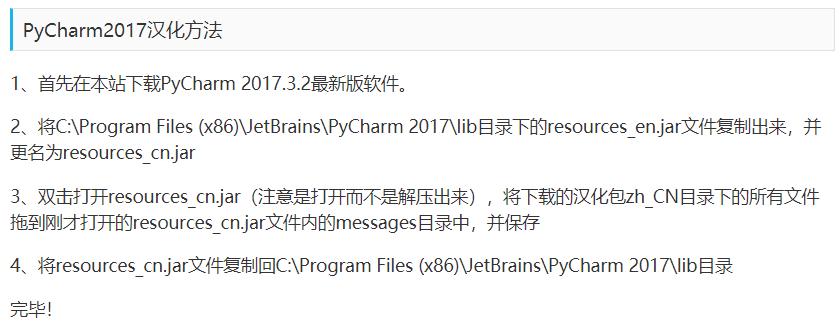 PyCharm2017汉化方法
1、首先在本站下载PyCharm 2017.3.2最新版软件。
2、将C:\Program Files (x86)\JetBrains\PyCharm 2017\lib目录下的resources_en.jar文件复制出来，并
更名为resources_cn.jar
3、双击打开resources_cn.jar（注意是打开而不是解压出来），将下载的汉化包zh_CN目录下的所有文件
拖到刚才打开的resources_cn.jar文件内的messages目录中，并保存
4、将resources_cn.jar文件复制回C:\Program Files (x86)\JetBrains\PyCharm 2017\lib目录
完毕！